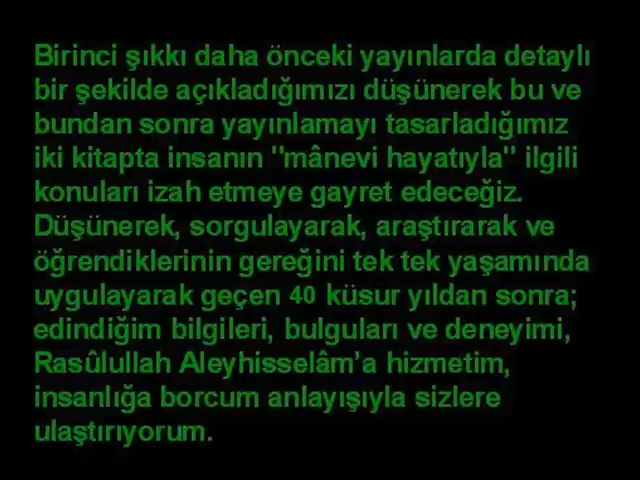 Birinci şıkkı daha önceki yayınlarda detaylı
bir şekilde açıkladığımızı düşünerek bu ve
bundan sonra yayınlamayı tasarladığımız
iki kitapta insanın "mânevi hayatıyla" ilgili
konuları izah etmeye gayret edeceğiz.
Düşünerek, sorgulayarak, araştırarak ve
öğrendiklerinin gereğini tek tek yaşamında
uygulayarak geçen 40 küsur yıldan sonra;
edindiğim bilgileri, bulguları ve deneyimi,
Rasûlullah Aleyhisselâm’a hizmetim,
insanlığa borcum anlayışıyla sizlere
ulaştırıyorum.